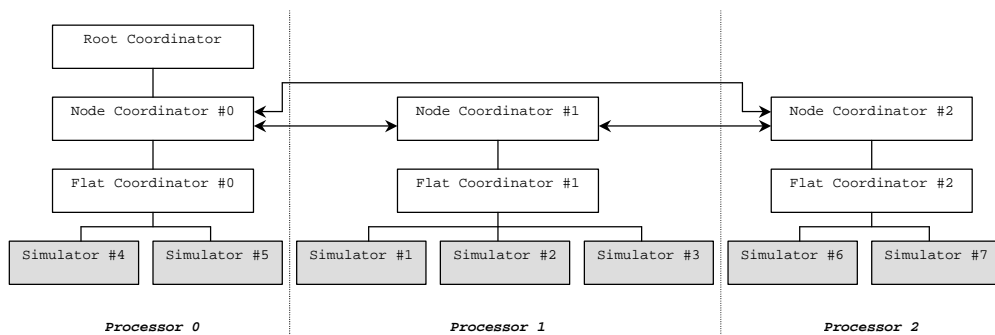 Root Coordinator
Node Coordinator #0
Node Coordinator #1
Node Coordinator #2
Flat Coordinator #0
Flat Coordinator #1
Flat Coordinator #2
Simulator #4
Simulator #5
Simulator #1
Simulator #2
Simulator #3
Simulator #6
Simulator #7
Processor 0
Processor 1
Processor 2